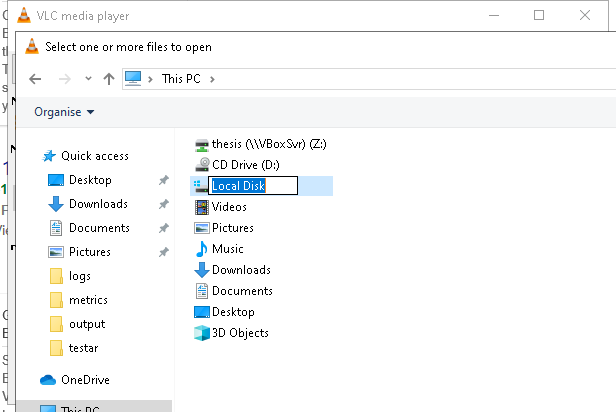 VLC media player
Select one or more files to open
This PC
Organise
Quick access
Desktop
Downloads
Documents
Pictures
logs
metrics
output
testar
OneDrive
This PC
thesis (\\VBoxSvr) (Z:)
CD Drive (D:)
Local Disk
Videos
Pictures
Music
Downloads
Documents
Desktop
3D Objects